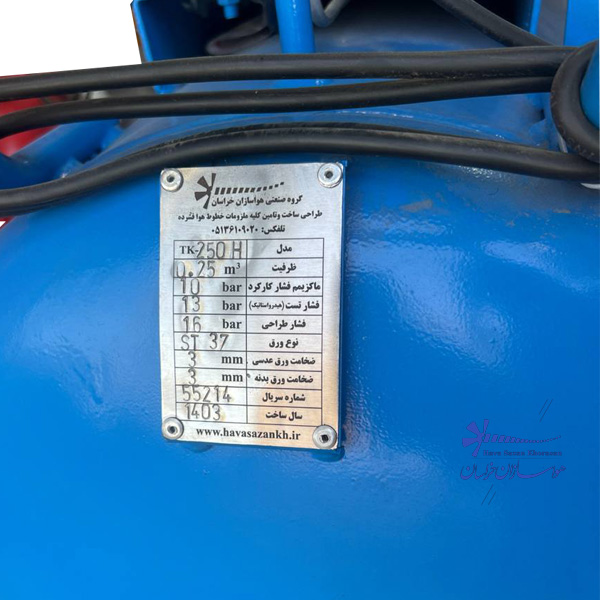 گروه صنعتی هواسازان خراسان
طراحی ساخت وتامین کلیه ملزومات خطوط هوا فشرده
تلفکس: ۰۵۱۳۶۱۰۹۰۲۰
مدل TK-250 H
ظرفیت 0.25 m³
ماکزیمم فشار کارکرد 10 bar
فشار تست (هیدرواستاتیک) 13 bar
فشار طراحی 16 bar
نوع ورق ST 37
ضخامت ورق عدسی 3 mm
ضخامت ورق بدنه 3 mm
شماره سریال 55214
سال ساخت 1403
www.havasazankh.ir
Hava Sazan Khorasan
هواسازان خراسان